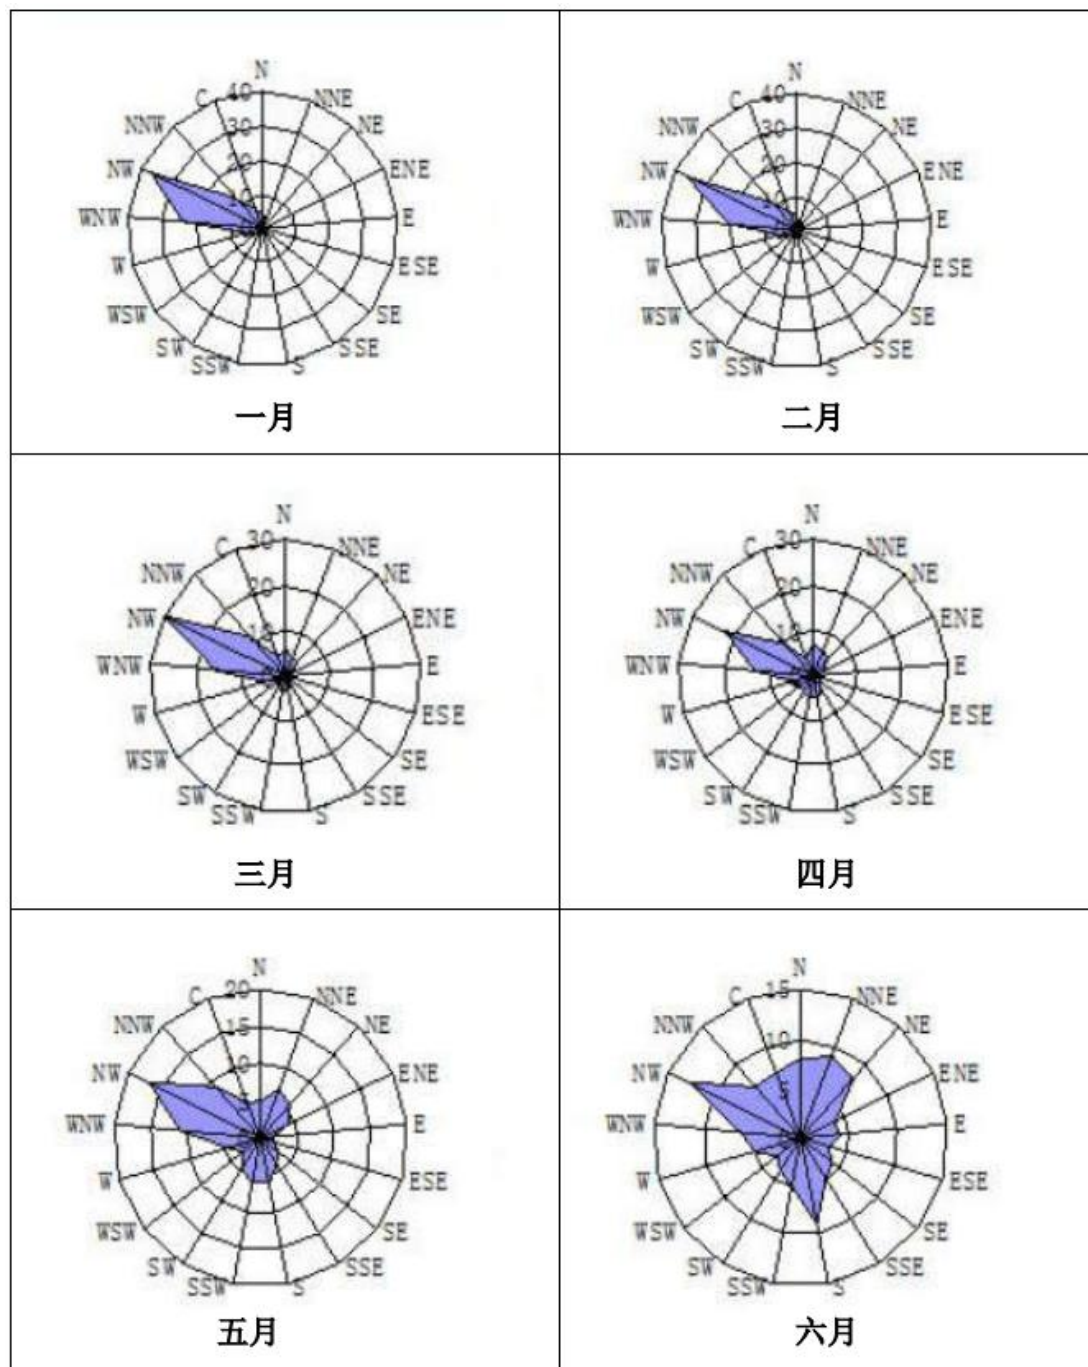 N
C 40 NNE
NNW 30 NE
NW 20 ENE
WNW 10 E
W ESE
WSW SE
SW SSE
SSW S
一月
N
C 40 NNE
NNW 30 NE
NW 20 ENE
WNW 10 E
W ESE
WSW SE
SW SSE
SSW S
二月
N
C 30 NNE
NNW NE
NW 20 ENE
WNW 10 E
W ESE
WSW SE
SW SSE
SSW S
三月
N
C 30 NNE
NNW NE
NW 20 ENE
WNW 10 E
W ESE
WSW SE
SW SSE
SSW S
四月
N
C 20 NNE
NNW 15 NE
NW 10 ENE
WNW 5 E
W ESE
WSW SE
SW SSE
SSW S
五月
N
C 15 NNE
NNW 10 NE
NW 5 ENE
WNW E
W ESE
WSW SE
SW SSE
SSW S
六月